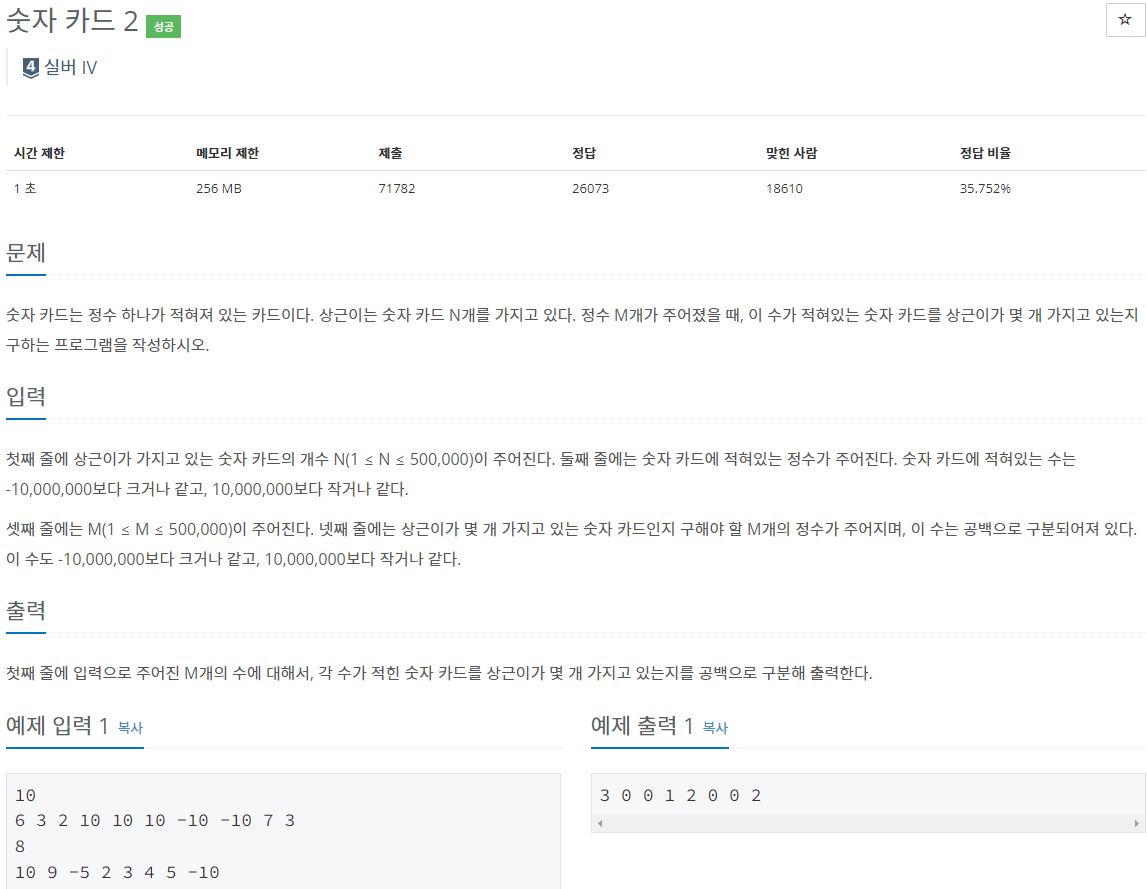 숫자 카드 2 성공
☆
4 실버 IV
시간 제한 메모리 제한 제출 정답 맞힌 사람 정답 비율
1 초 256 MB 71782 26073 18610 35.752%
문제
숫자 카드는 정수 하나가 적혀져 있는 카드이다. 상근이는 숫자 카드 N개를 가지고 있다. 정수 M개가 주어졌을 때, 이 수가 적혀있는 숫자 카드를 상근이가 몇 개 가지고 있는지
구하는 프로그램을 작성하시오.
입력
첫째 줄에 상근이가 가지고 있는 숫자 카드의 개수 N(1 ≤ N ≤ 500,000)이 주어진다. 둘째 줄에는 숫자 카드에 적혀있는 정수가 주어진다. 숫자 카드에 적혀있는 수는
-10,000,000보다 크거나 같고, 10,000,000보다 작거나 같다.
셋째 줄에는 M(1 ≤ M ≤ 500,000)이 주어진다. 넷째 줄에는 상근이가 몇 개 가지고 있는 숫자 카드인지 구해야 할 M개의 정수가 주어지며, 이 수는 공백으로 구분되어져 있다.
이 수도 -10,000,000보다 크거나 같고, 10,000,000보다 작거나 같다.
출력
첫째 줄에 입력으로 주어진 M개의 수에 대해서, 각 수가 적힌 숫자 카드를 상근이가 몇 개 가지고 있는지를 공백으로 구분해 출력한다.
예제 입력 1 복사
10
6 3 2 10 10 10 -10 -10 7 3
8
10 9 -5 2 3 4 5 -10
예제 출력 1 복사
3 0 0 1 2 0 0 2